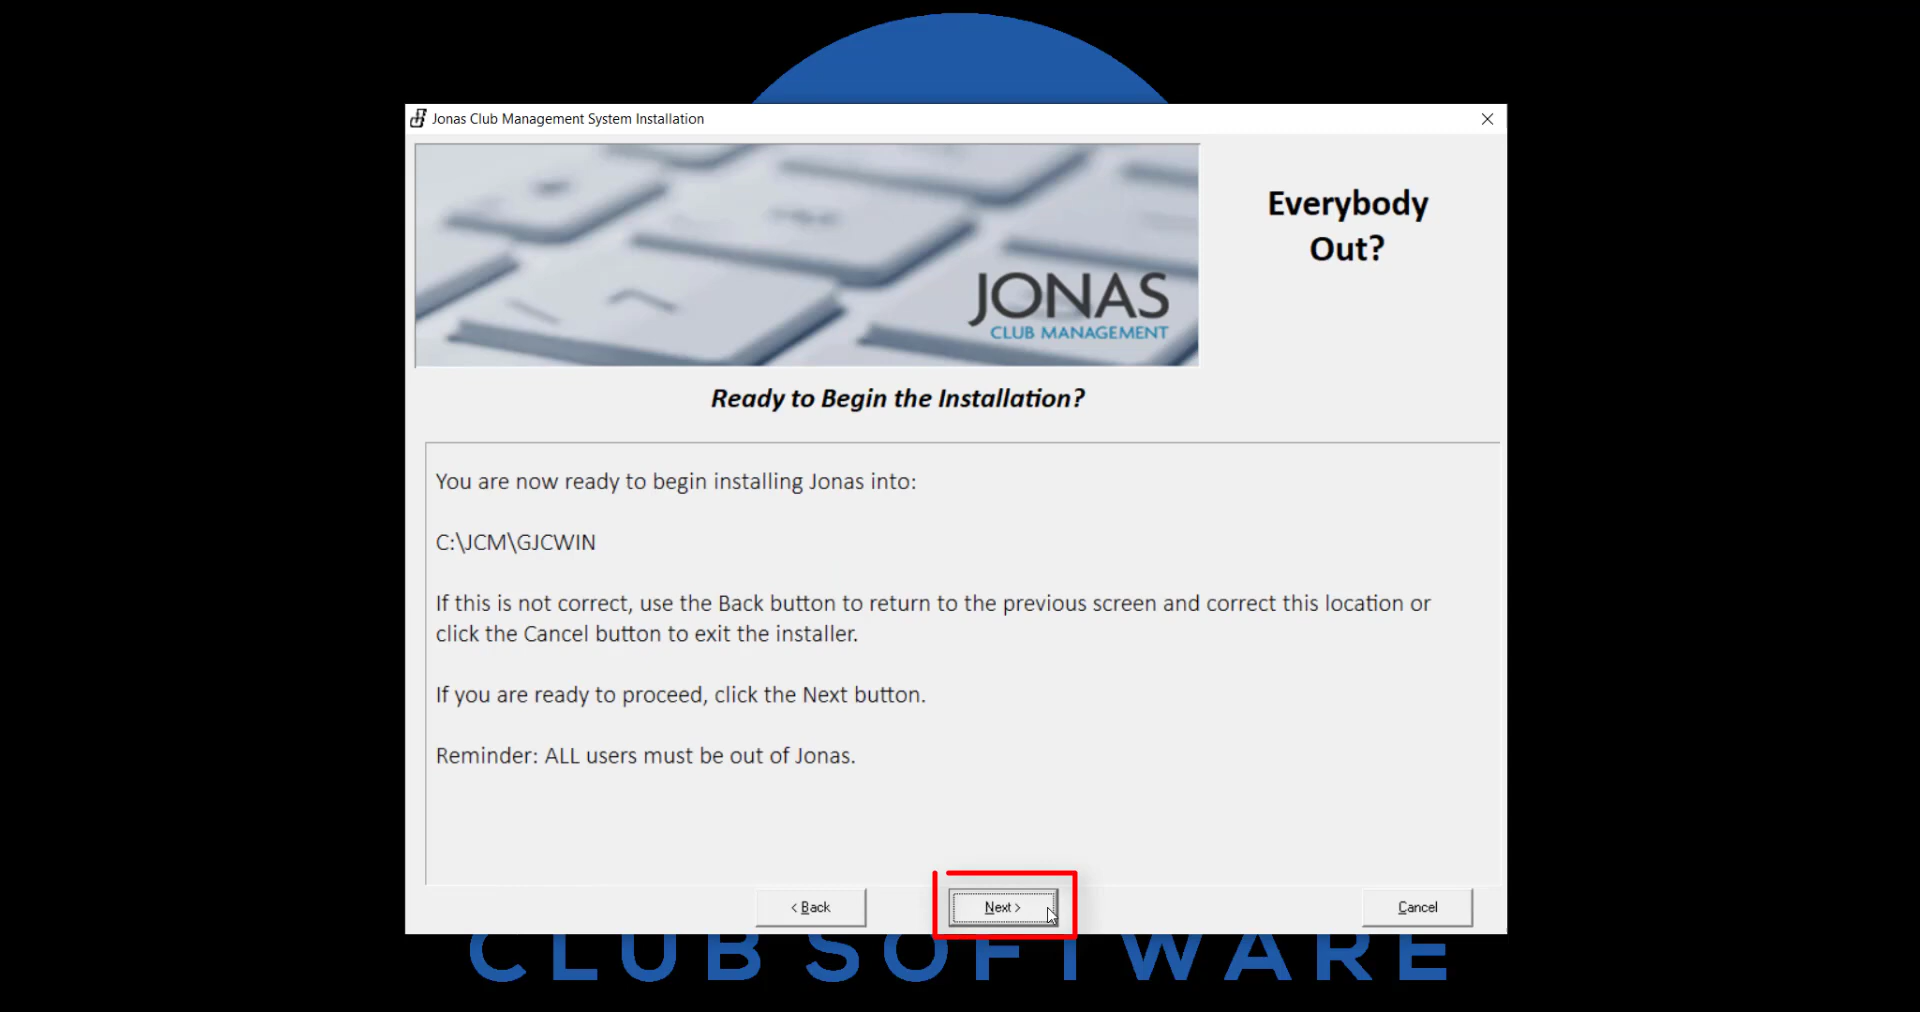 Jonas Club Management System Installation
Everybody
Out?
JONAS
CLUB MANAGEMENT
Ready to Begin the Installation?
You are now ready to begin installing Jonas into:
C:\JCM\GJCWIN
If this is not correct, use the Back button to return to the previous screen and correct this location or
click the Cancel button to exit the installer.
If you are ready to proceed, click the Next button.
Reminder: ALL users must be out of Jonas.
< Back
Next >
Cancel
CLUB SOFTWARE